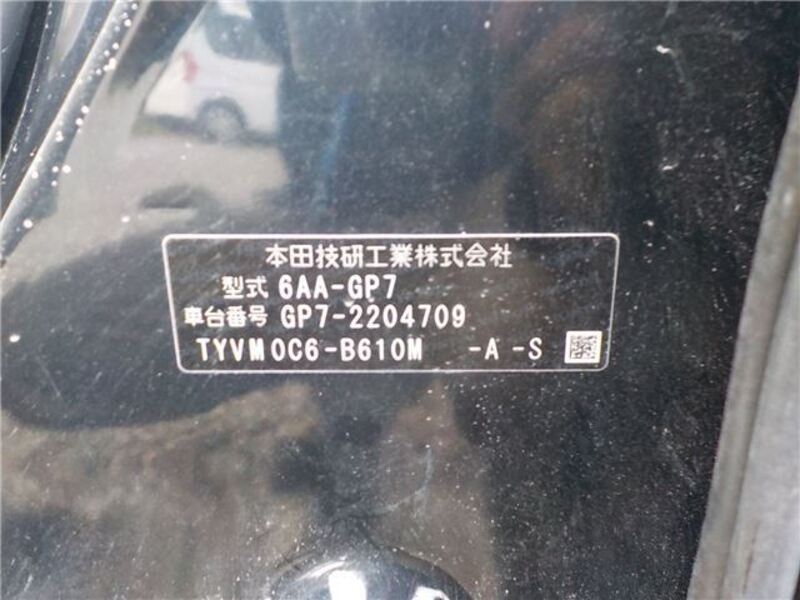 本田技研工業株式会社
型式 6AA-GP7
車台番号 GP7-2204709
TYVM0C6-B610M -A -S